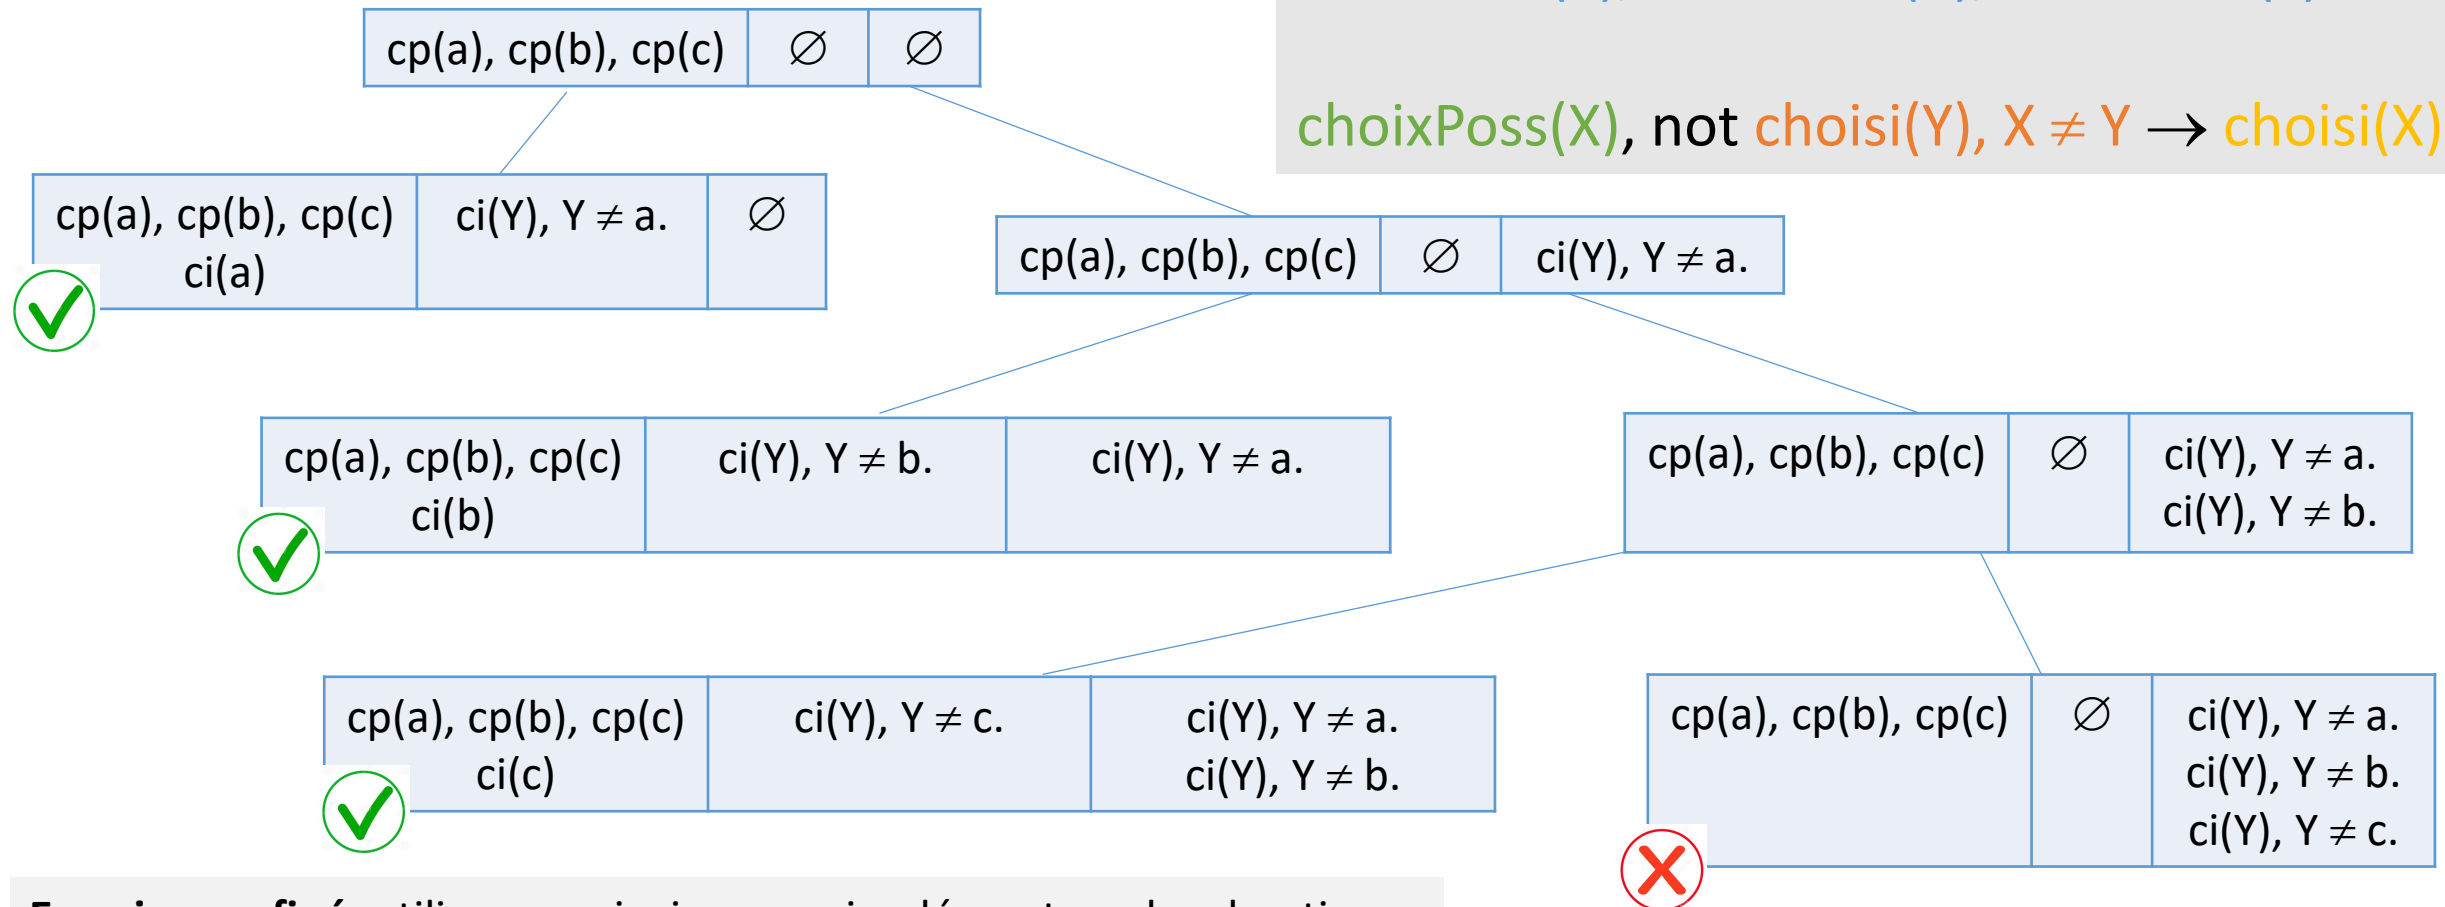 cp(a), cp(b), cp(c) ∅ ∅
choixPoss(X), not choisi(Y), X ≠ Y → choisi(X)
cp(a), cp(b), cp(c) ci(Y), Y ≠ a. ∅
ci(a)
cp(a), cp(b), cp(c) ∅ ci(Y), Y ≠ a.
cp(a), cp(b), cp(c) ci(Y), Y ≠ b. ci(Y), Y ≠ a.
ci(b)
cp(a), cp(b), cp(c) ∅ ci(Y), Y ≠ a.
ci(Y), Y ≠ b.
cp(a), cp(b), cp(c) ci(Y), Y ≠ c. ci(Y), Y ≠ a.
ci(c) ci(Y), Y ≠ b.
cp(a), cp(b), cp(c) ∅ ci(Y), Y ≠ a.
ci(Y), Y ≠ b.
ci(Y), Y ≠ c.